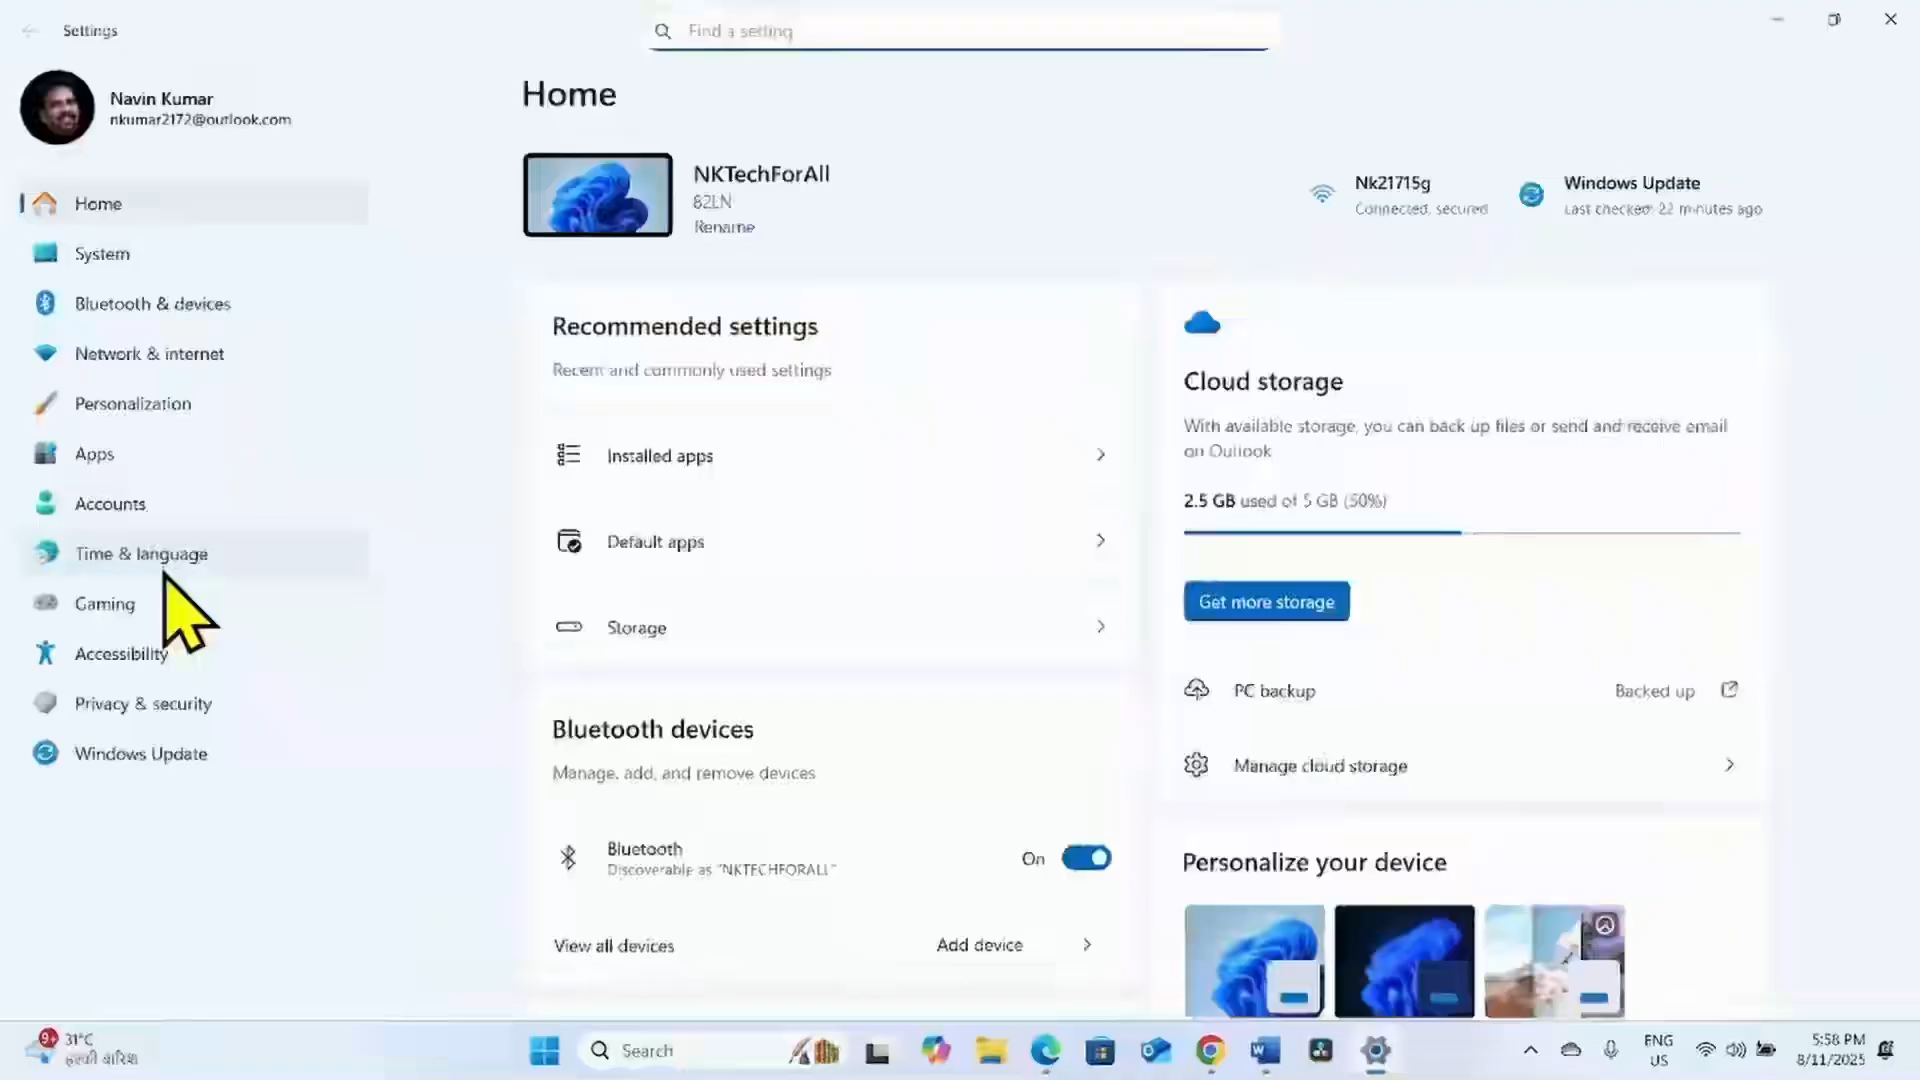 Settings
Find a setting
Navin Kumar
nkumar2172@outlook.com
Home
System
Bluetooth & devices
Network & internet
Personalization
Apps
Accounts
Time & language
Gaming
Accessibility
Privacy & security
Windows Update
Home
NKTechForAll
82LN
Rename
Nk21715g
Connected, secured
Windows Update
Last checked: 22 minutes ago
Recommended settings
Recent and commonly used settings
Installed apps
Default apps
Storage
Bluetooth devices
Manage, add, and remove devices
Bluetooth
Discoverable as "NKTECHFORALL"
On
View all devices
Add device
Cloud storage
With available storage, you can back up files or send and receive email
on Outlook
2.5 GB used of 5 GB (50%)
Get more storage
PC backup
Backed up
Manage cloud storage
Personalize your device
9+
31°C
हल्की बारिश
Search
ENG
US
5:58 PM
8/11/2025